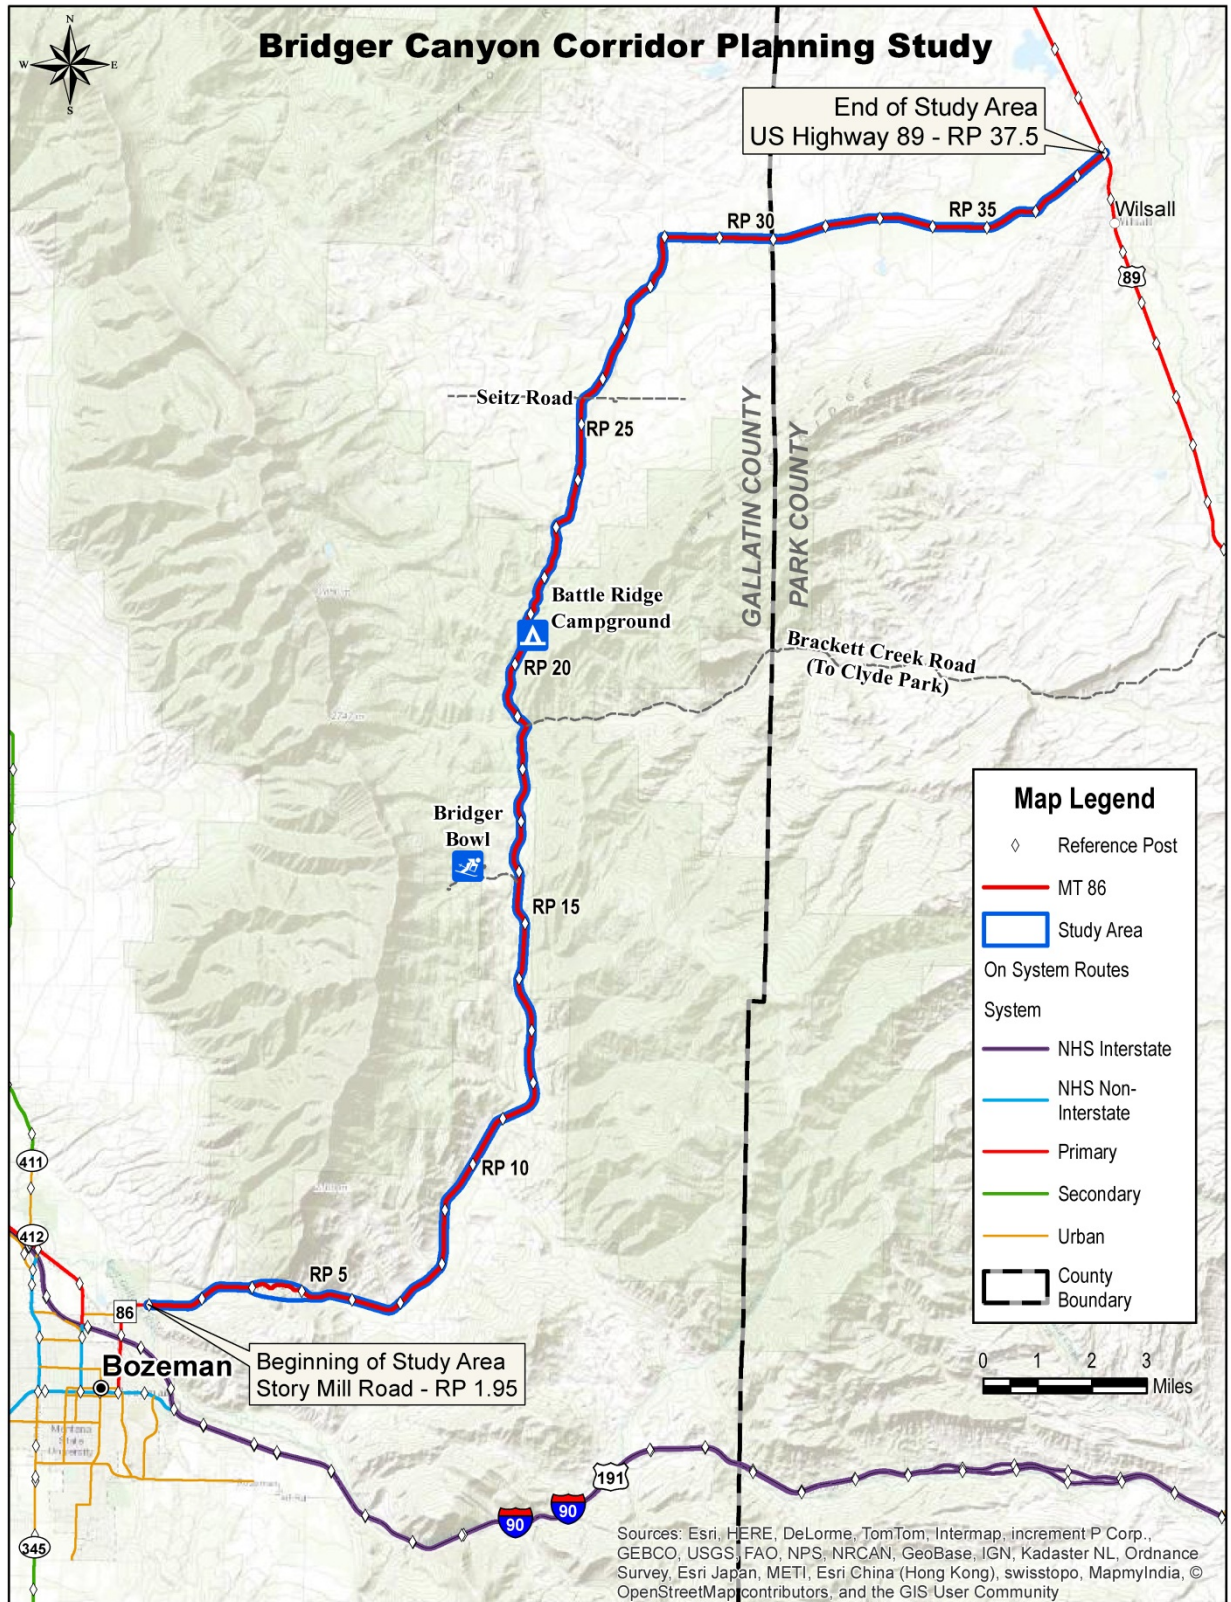 Bridger Canyon Corridor Planning Study
N
W
E
S
End of Study Area
US Highway 89 - RP 37.5
Wilsall
Wilsall
89
RP 35
RP 30
Seitz Road
RP 25
GALLATIN COUNTY
PARK COUNTY
Battle Ridge
Campground
RP 20
Brackett Creek Road
(To Clyde Park)
Bridger
Bowl
RP 15
RP 10
RP 5
411
412
86
Bozeman
Beginning of Study Area
Story Mill Road - RP 1.95
Montana
State
University
191
90
90
345
Map Legend
Reference Post
MT 86
Study Area
On System Routes
System
NHS Interstate
NHS Non-
Interstate
Primary
Secondary
Urban
County
Boundary
0 1 2 3
Miles
Sources: Esri, HERE, DeLorme, TomTom, Intermap, increment P Corp.,
GEBCO, USGS, FAO, NPS, NRCAN, GeoBase, IGN, Kadaster NL, Ordnance
Survey, Esri Japan, METI, Esri China (Hong Kong), swisstopo, MapmyIndia, ©
OpenStreetMap contributors, and the GIS User Community